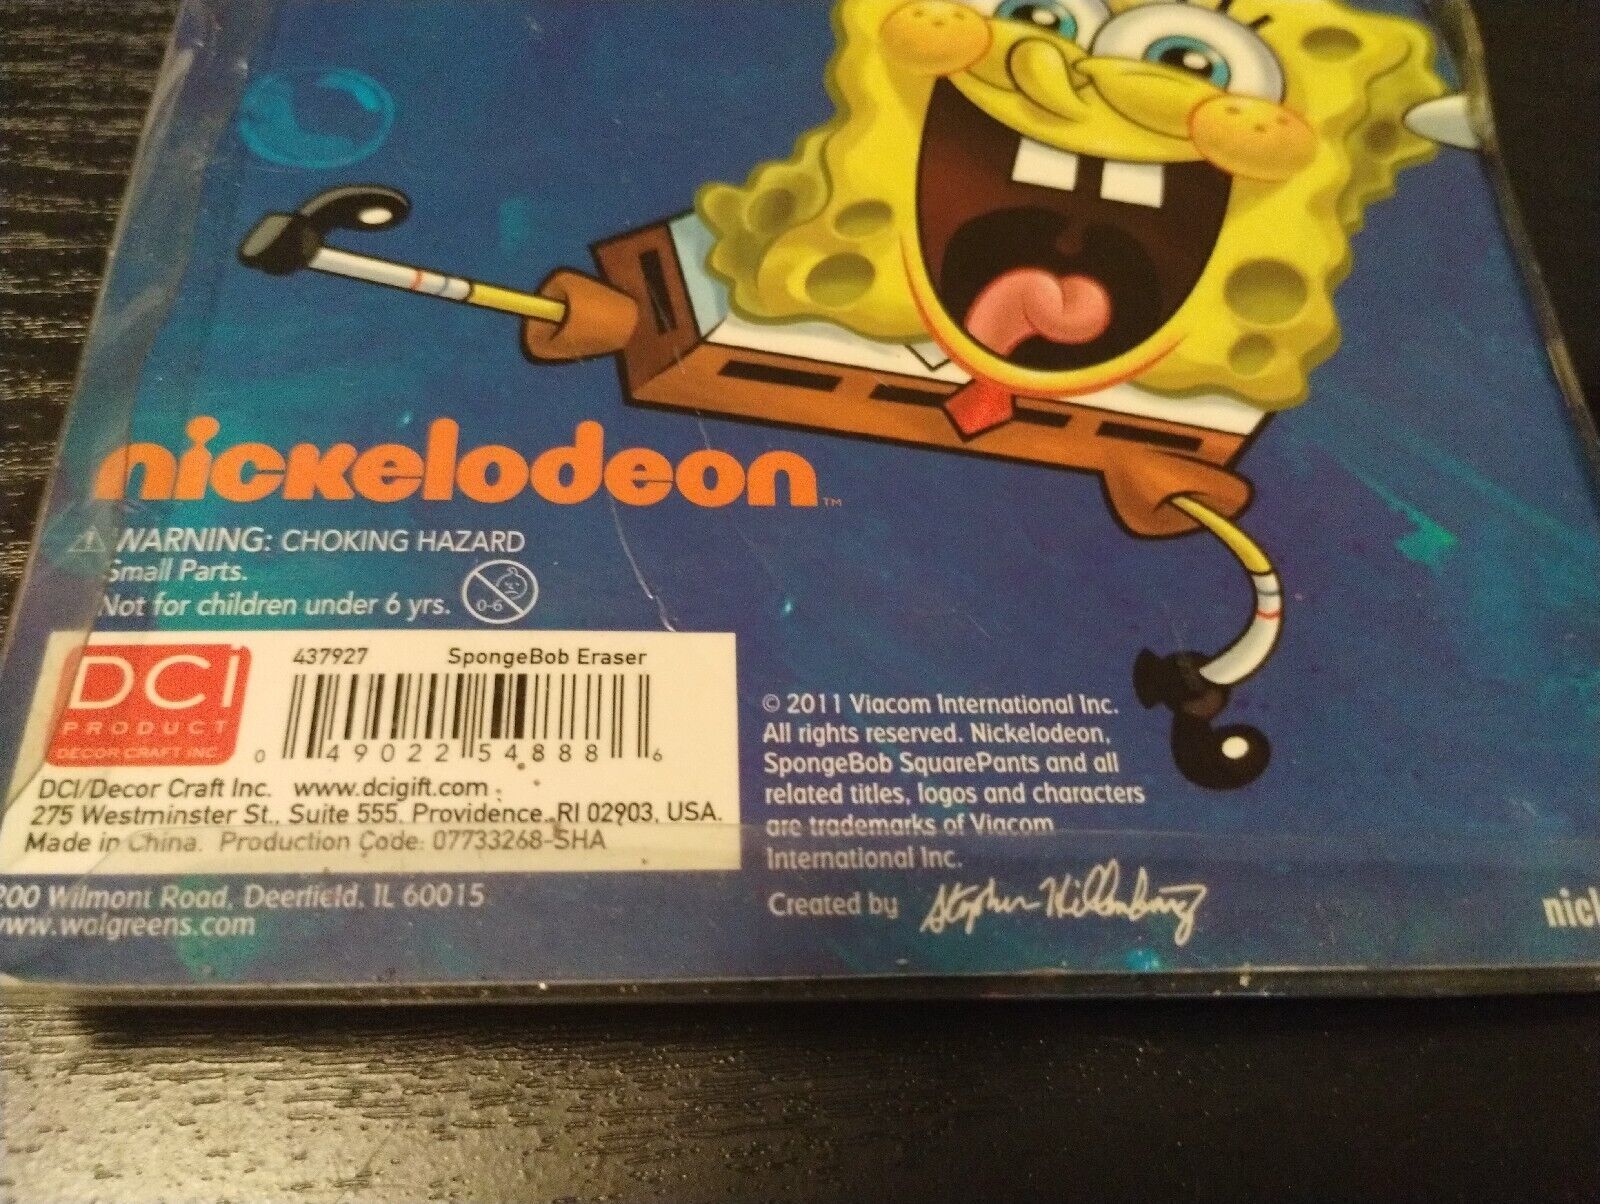 nickelodeon™
WARNING: CHOKING HAZARD
Small Parts.
Not for children under 6 yrs.
0-6
DCI
PRODUCT
DECOR CRAFT INC.
437927 SpongeBob Eraser
0 49022 54888 6
DCI/Decor Craft Inc. www.dcigift.com
275 Westminster St., Suite 555, Providence, RI 02903, USA.
Made in China. Production Code: 07733268-SHA
200 Wilmont Road, Deerfield, IL 60015
www.walgreens.com
© 2011 Viacom International Inc.
All rights reserved. Nickelodeon,
SpongeBob SquarePants and all
related titles, logos and characters
are trademarks of Viacom
International Inc.
Created by Stephen Hillenburg
nick